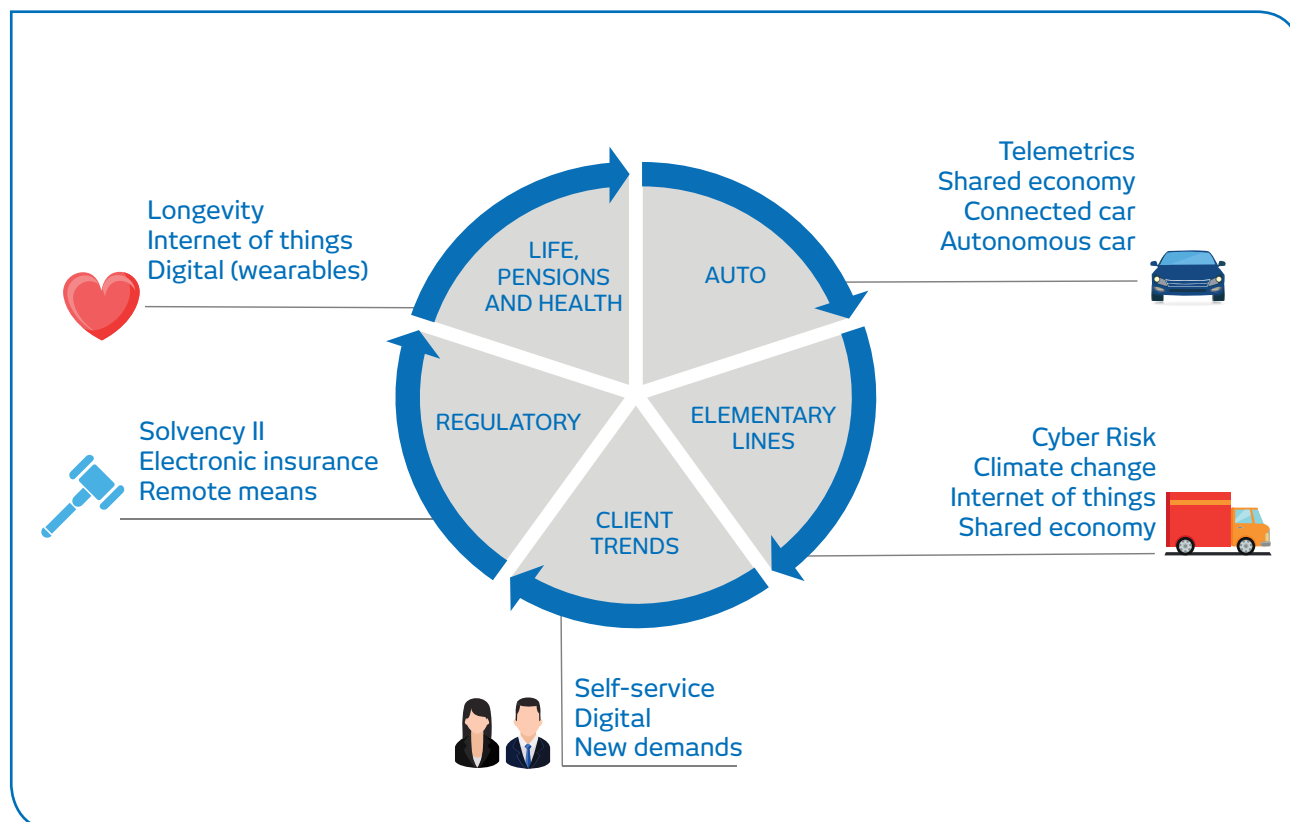 Telemetrics
Shared economy
Connected car
Autonomous car
Longevity
Internet of things
Digital (wearables)
LIFE,
PENSIONS
AND HEALTH
AUTO
REGULATORY
ELEMENTARY
LINES
CLIENT
TRENDS
Solvency II
Electronic insurance
Remote means
Cyber Risk
Climate change
Internet of things
Shared economy
Self-service
Digital
New demands